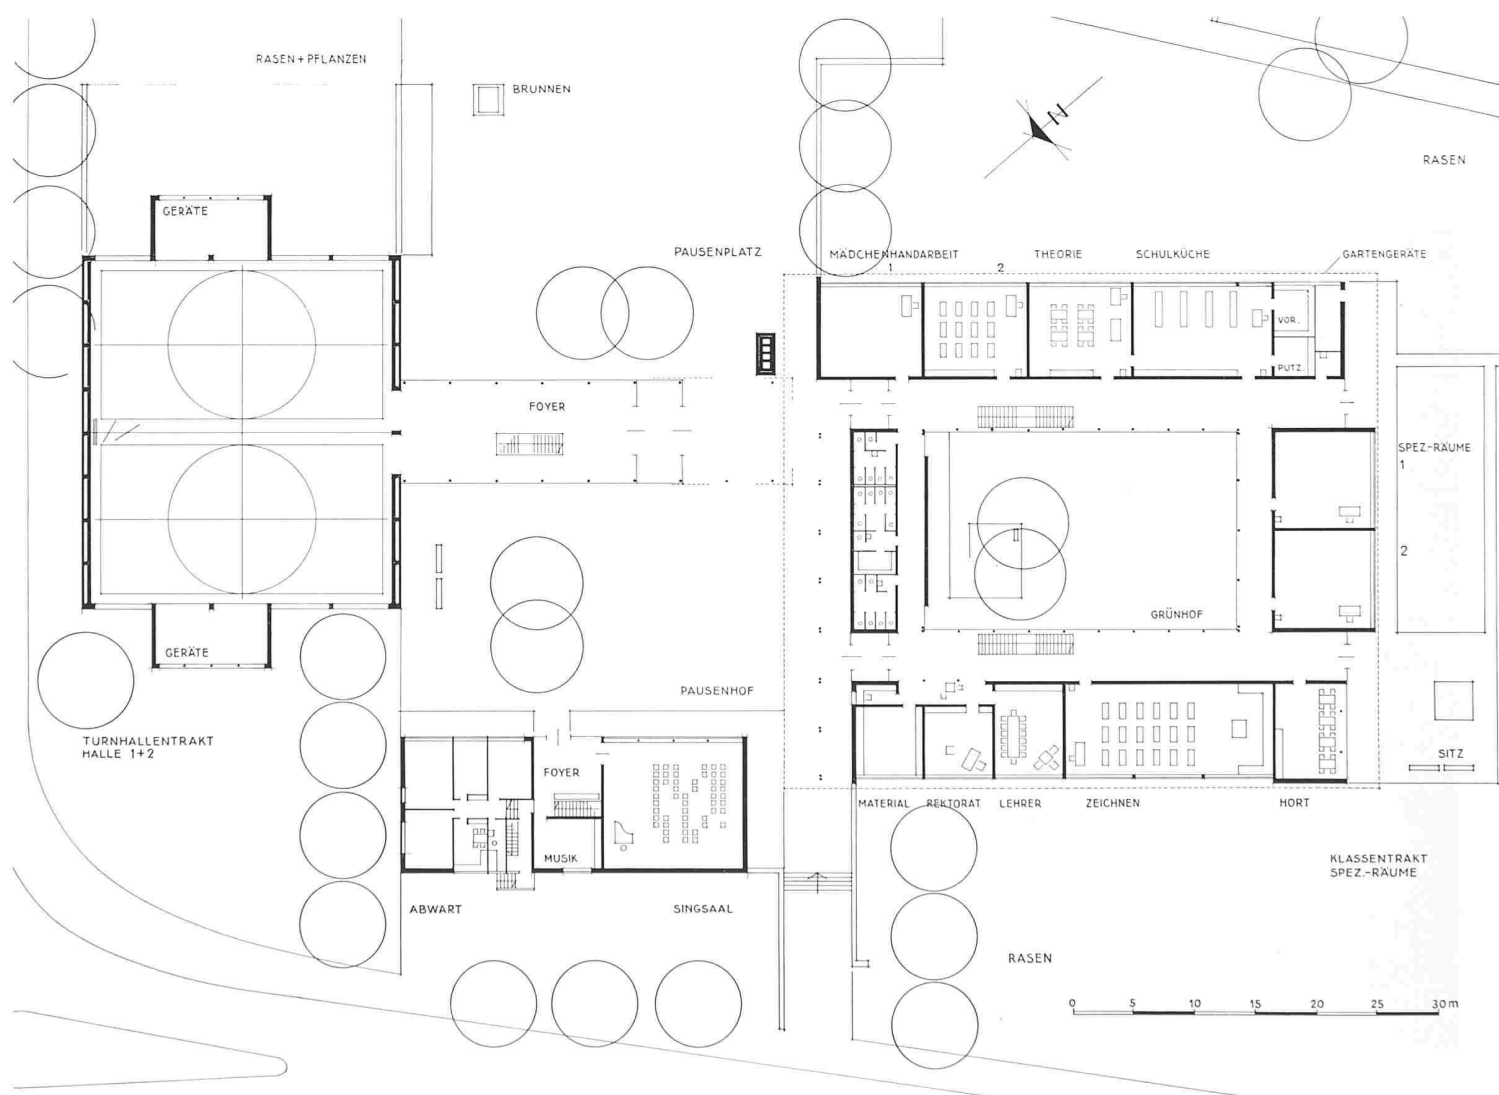 RASEN + PFLANZEN
BRUNNEN
N
RASEN
GERÄTE
PAUSENPLATZ
MÄDCHENHANDARBEIT
1
2
THEORIE
SCHULKÜCHE
GARTENGERÄTE
VOR.
PUTZ.
FOYER
SPEZ.-RÄUME
1
2
GRÜNHOF
GERÄTE
PAUSENHOF
TURNHALLENTRAKT
HALLE 1+2
SITZ
FOYER
MUSIK
MATERIAL
REKTORAT
LEHRER
ZEICHNEN
HORT
KLASSENTRAKT
SPEZ.-RÄUME
ABWART
SINGSAAL
RASEN
0 5 10 15 20 25 30m